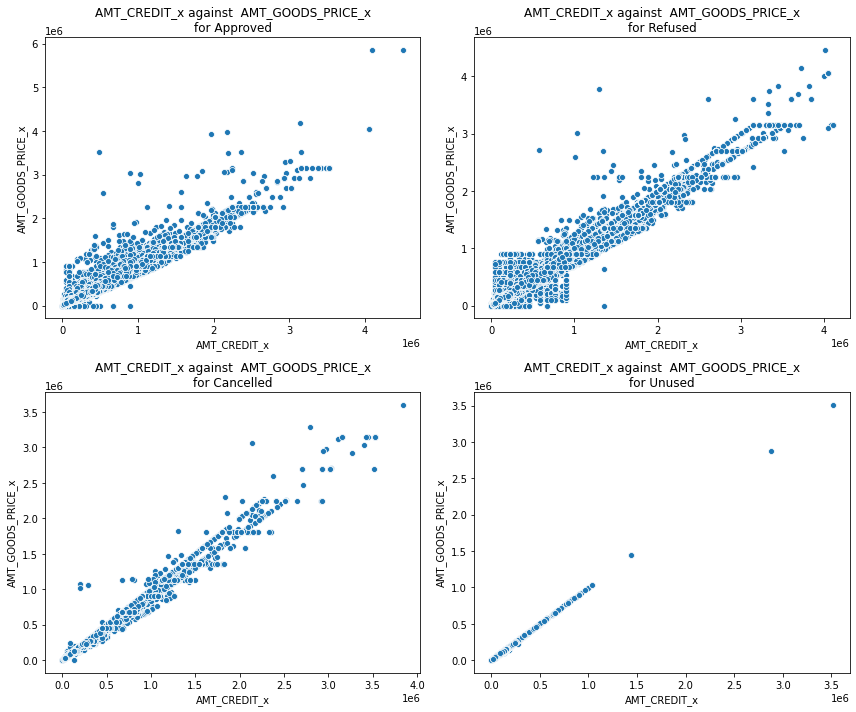 AMT_CREDIT_x against  AMT_GOODS_PRICE_x
for Approved
1e6
6
5
4
3
2
1
0
AMT_GOODS_PRICE_x
0
1
2
3
4
AMT_CREDIT_x
1e6
AMT_CREDIT_x against  AMT_GOODS_PRICE_x
for Refused
1e6
4
3
2
1
0
AMT_GOODS_PRICE_x
0
1
2
3
4
AMT_CREDIT_x
1e6
AMT_CREDIT_x against  AMT_GOODS_PRICE_x
for Cancelled
1e6
3.5
3.0
2.5
2.0
1.5
1.0
0.5
0.0
AMT_GOODS_PRICE_x
0.0
0.5
1.0
1.5
2.0
2.5
3.0
3.5
4.0
AMT_CREDIT_x
1e6
AMT_CREDIT_x against  AMT_GOODS_PRICE_x
for Unused
1e6
3.5
3.0
2.5
2.0
1.5
1.0
0.5
0.0
AMT_GOODS_PRICE_x
0.0
0.5
1.0
1.5
2.0
2.5
3.0
3.5
AMT_CREDIT_x
1e6